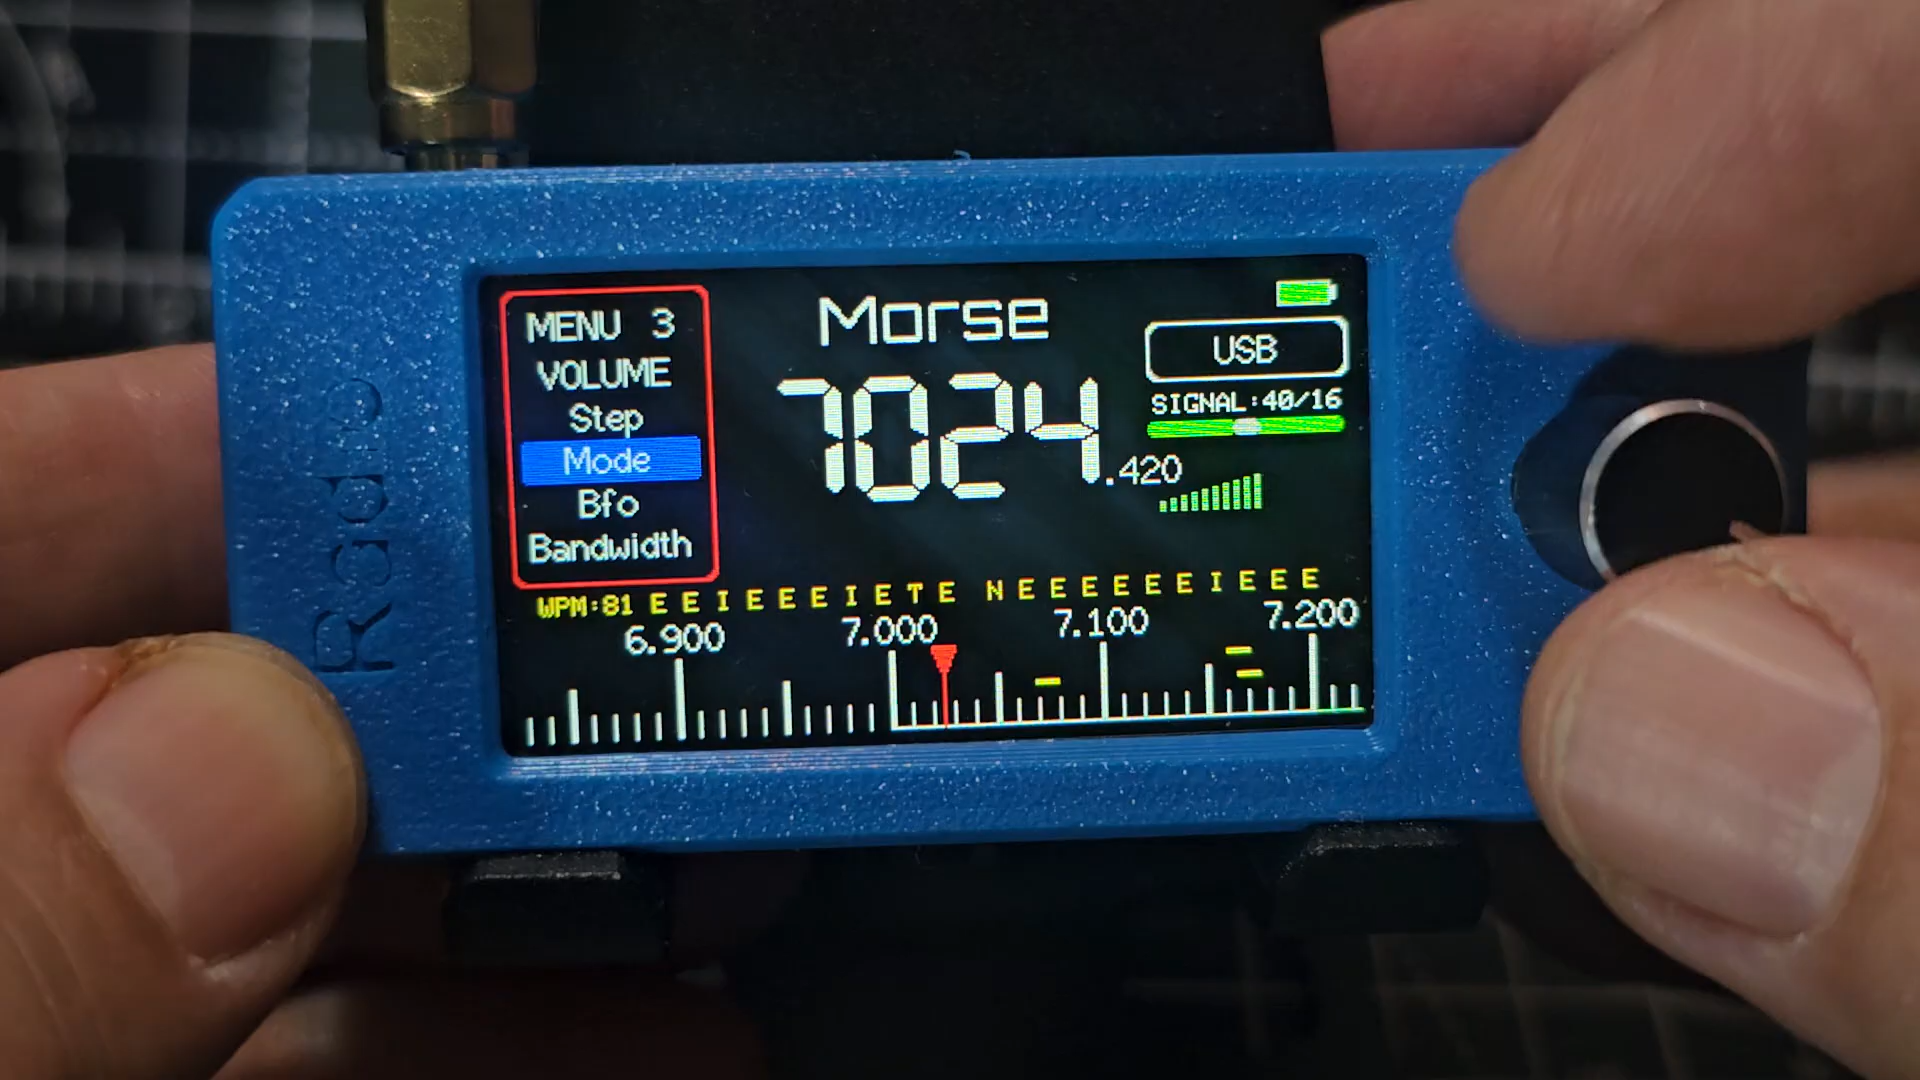 Radio
MENU 3
VOLUME
Step
Mode
Bfo
Bandwidth
Morse
7024.420
USB
SIGNAL:40/16
WPM:81 E E I E E E I E T E N E E E E E E I E E E
6.900 7.000 7.100 7.200